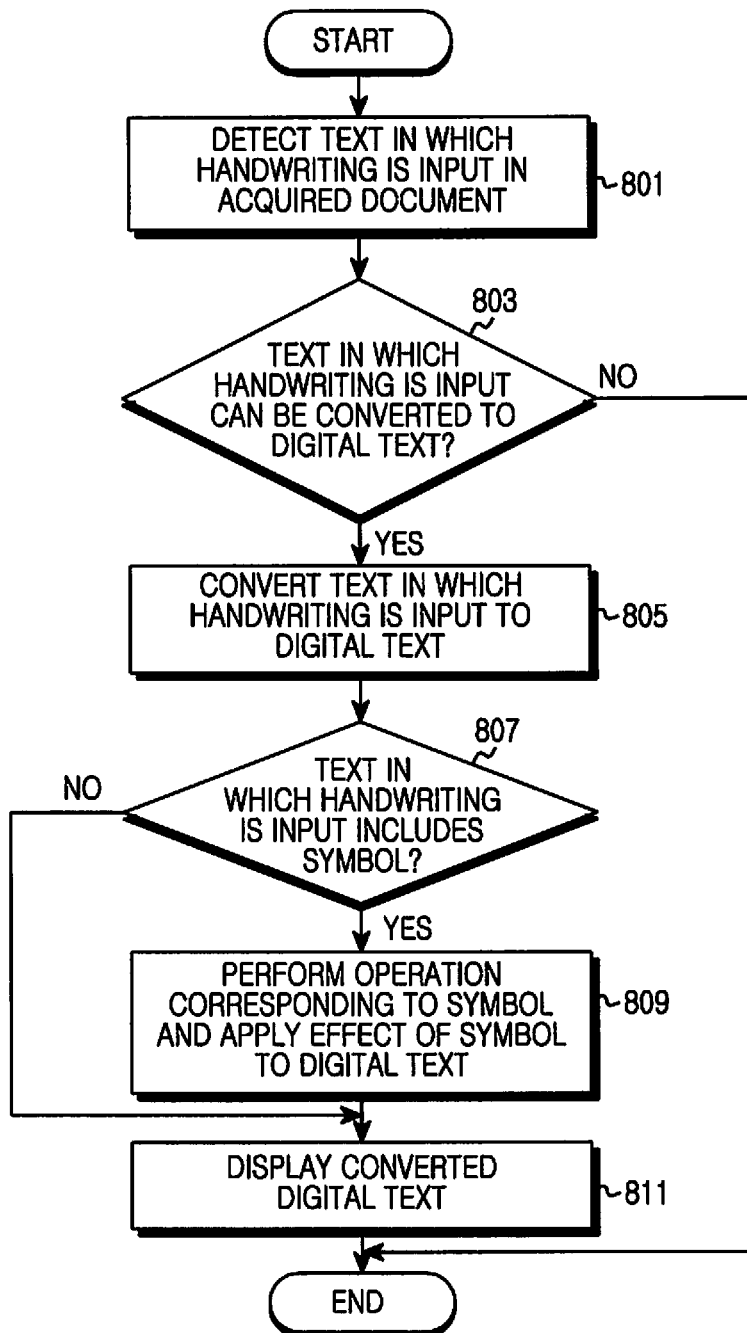 START
DETECT TEXT IN WHICH
HANDWRITING IS INPUT IN
ACQUIRED DOCUMENT
801
803
TEXT IN WHICH
HANDWRITING IS INPUT
CAN BE CONVERTED TO
DIGITAL TEXT?
NO
YES
CONVERT TEXT IN WHICH
HANDWRITING IS INPUT TO
DIGITAL TEXT
805
807
TEXT IN
WHICH HANDWRITING
IS INPUT INCLUDES
SYMBOL?
NO
YES
PERFORM OPERATION
CORRESPONDING TO SYMBOL
AND APPLY EFFECT OF SYMBOL
TO DIGITAL TEXT
809
DISPLAY CONVERTED
DIGITAL TEXT
811
END